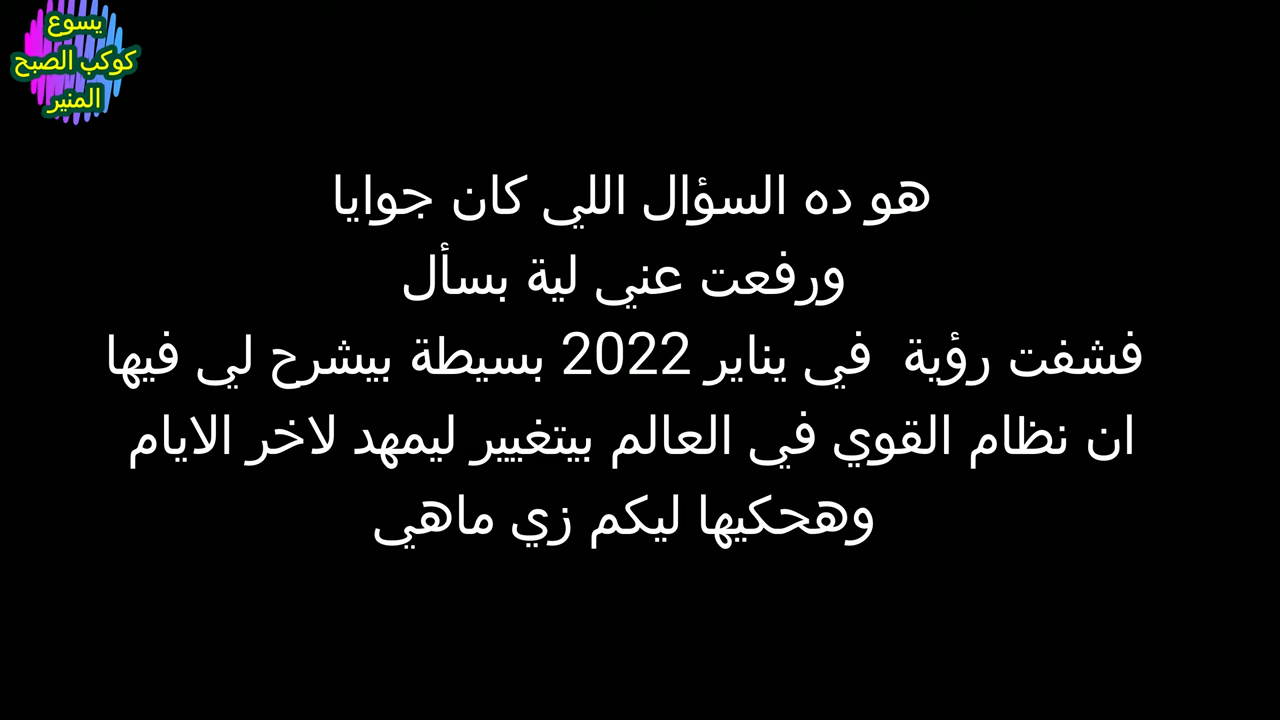 يسوع
كوكب الصبح
المنير
هو ده السؤال اللي كان جوايا
ورفعت عني لية بسأل
فشفت رؤية في يناير 2022 بسيطة بيشرح لي فيها
ان نظام القوي في العالم بيتغيير ليمهد لاخر الايام
وهحكيها ليكم زي ماهي